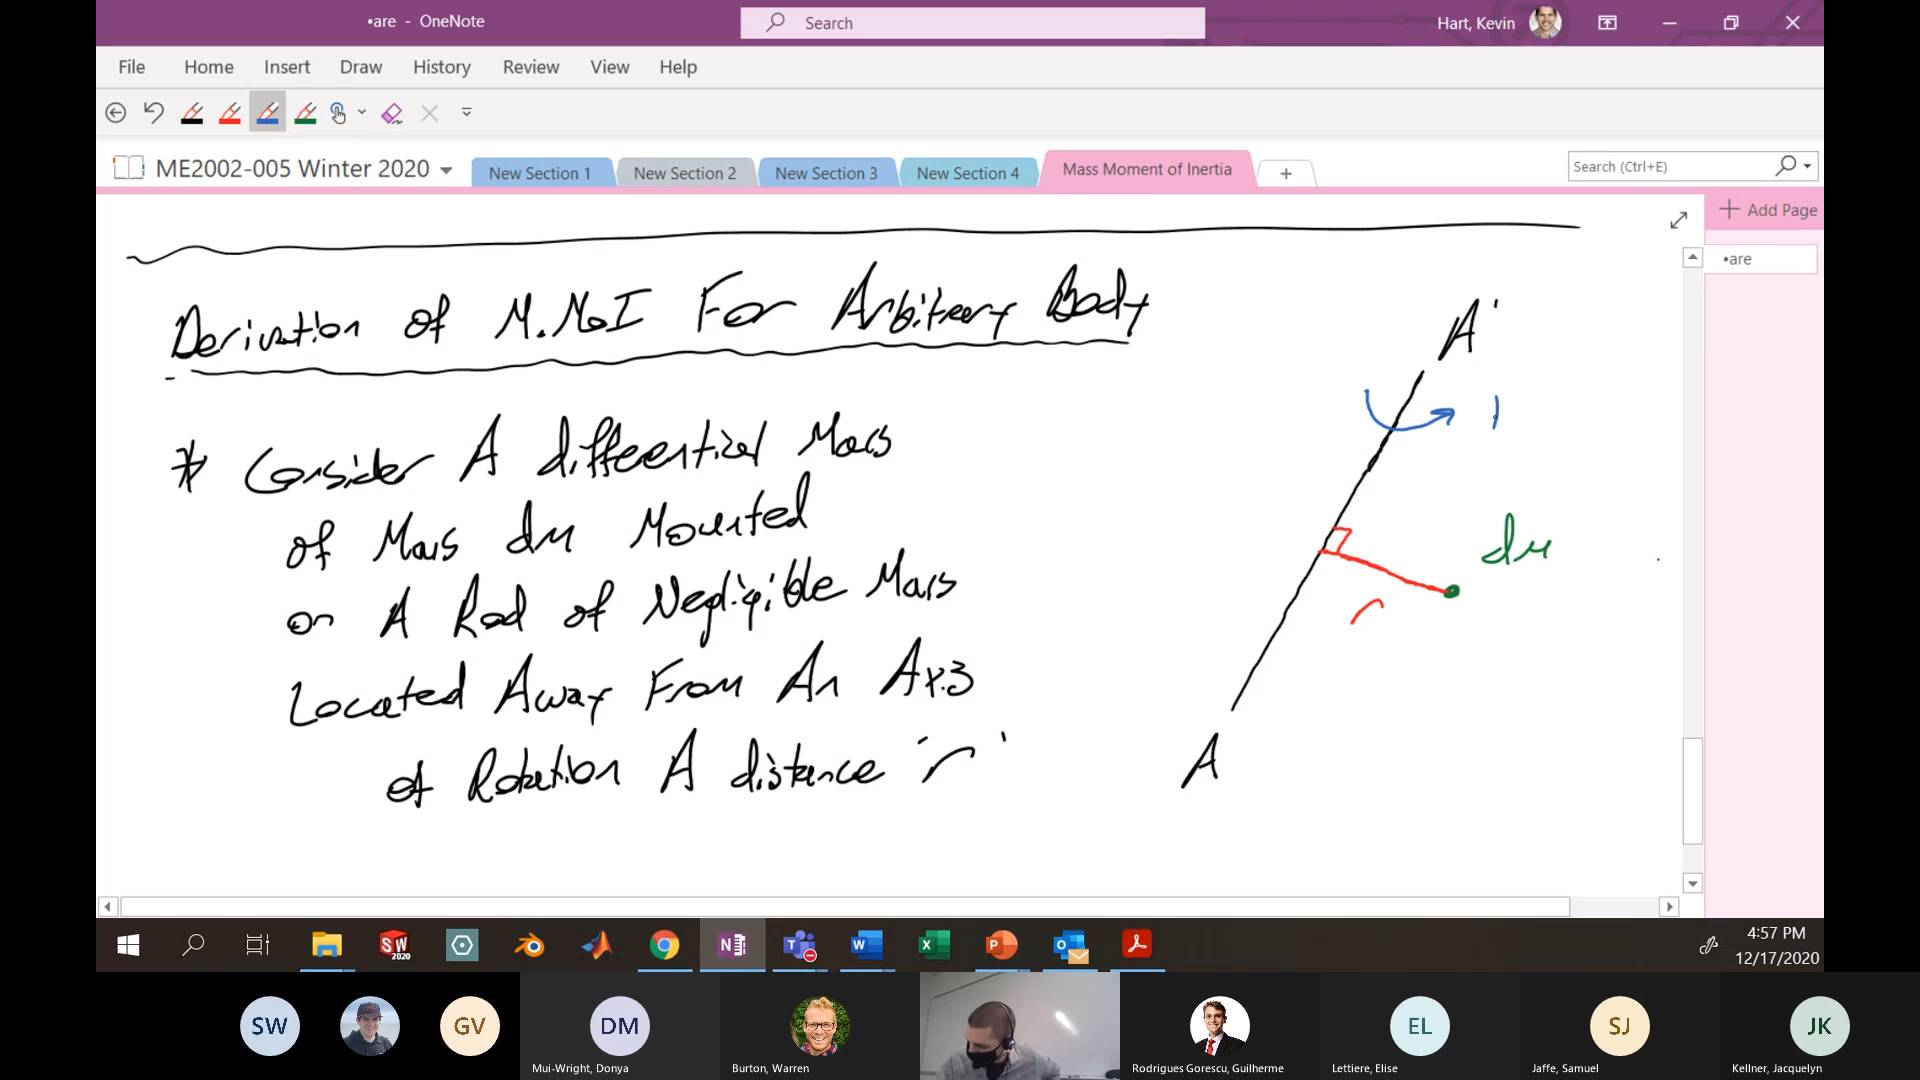 •are - OneNote
Search
Hart, Kevin
File Home Insert Draw History Review View Help
ME2002-005 Winter 2020
New Section 1 New Section 2 New Section 3 New Section 4 Mass Moment of Inertia +
Search (Ctrl+E)
Add Page
•are
Derivation of M.MoI For Arbitrary Body
* Consider A differential Mass
of Mass dm Mounted
on A Rod of Negligible Mass
Located Away From An Axis
of Rotation A distance "r"
A'
dm
r
A
4:57 PM
12/17/2020
SW GV DM EL SJ JK
Mui-Wright, Donya
Burton, Warren
Rodrigues Gorescu, Guilherme
Lettiere, Elise
Jaffe, Samuel
Kellner, Jacquelyn